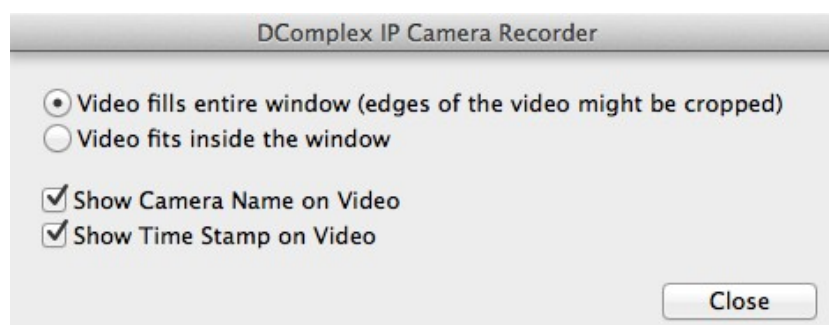 DComplex IP Camera Recorder
Video fills entire window (edges of the video might be cropped)
Video fits inside the window
Show Camera Name on Video
Show Time Stamp on Video
Close